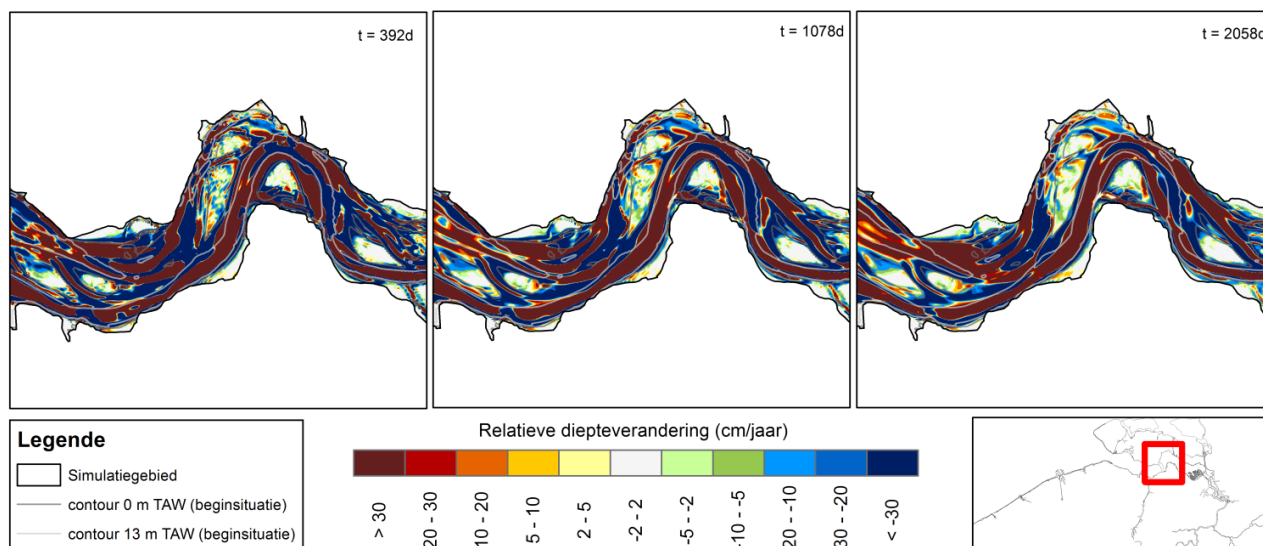 t = 392d
t = 1078d
t = 2058d
Legende
Simulatiegebied
contour 0 m TAW (beginsituatie)
contour 13 m TAW (beginsituatie)
Relatieve diepteverandering (cm/jaar)
> 30
20 - 30
10 - 20
5 - 10
2 - 5
-2 - 2
-5 - -2
-10 - -5
20 - -10
30 - -20
< -30